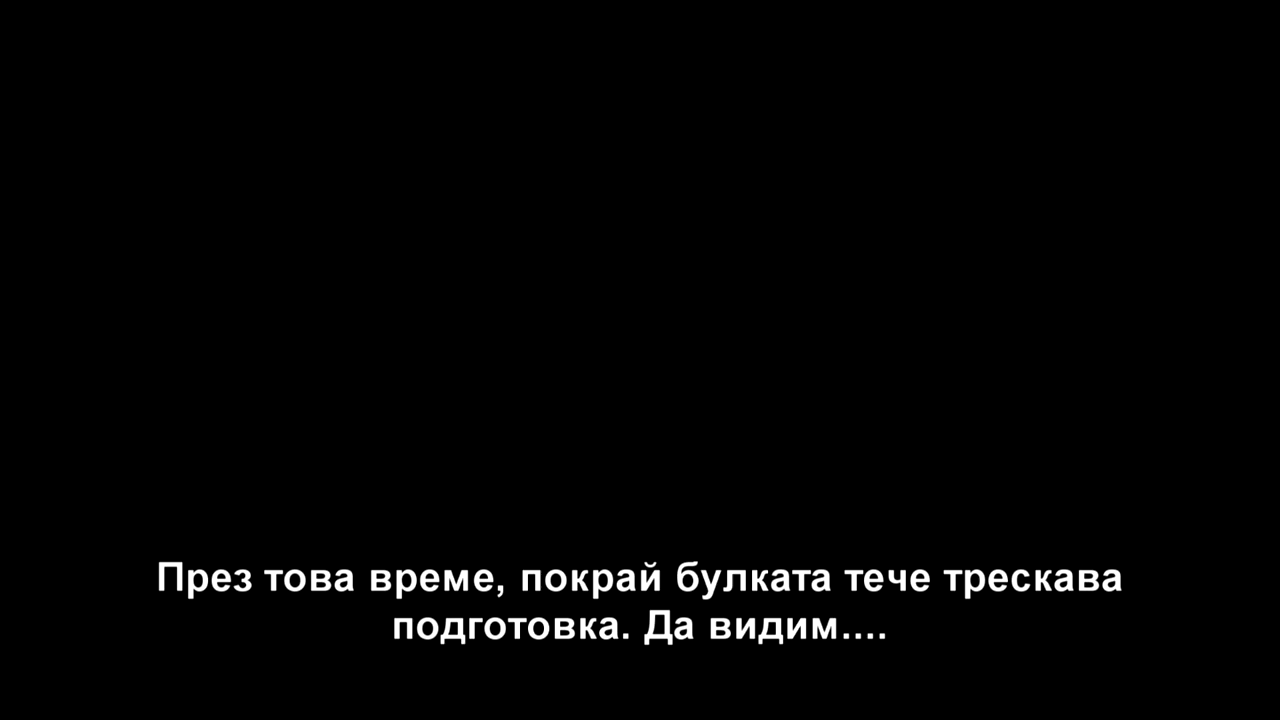 През това време, покрай булката тече трескава
подготовка. Да видим....